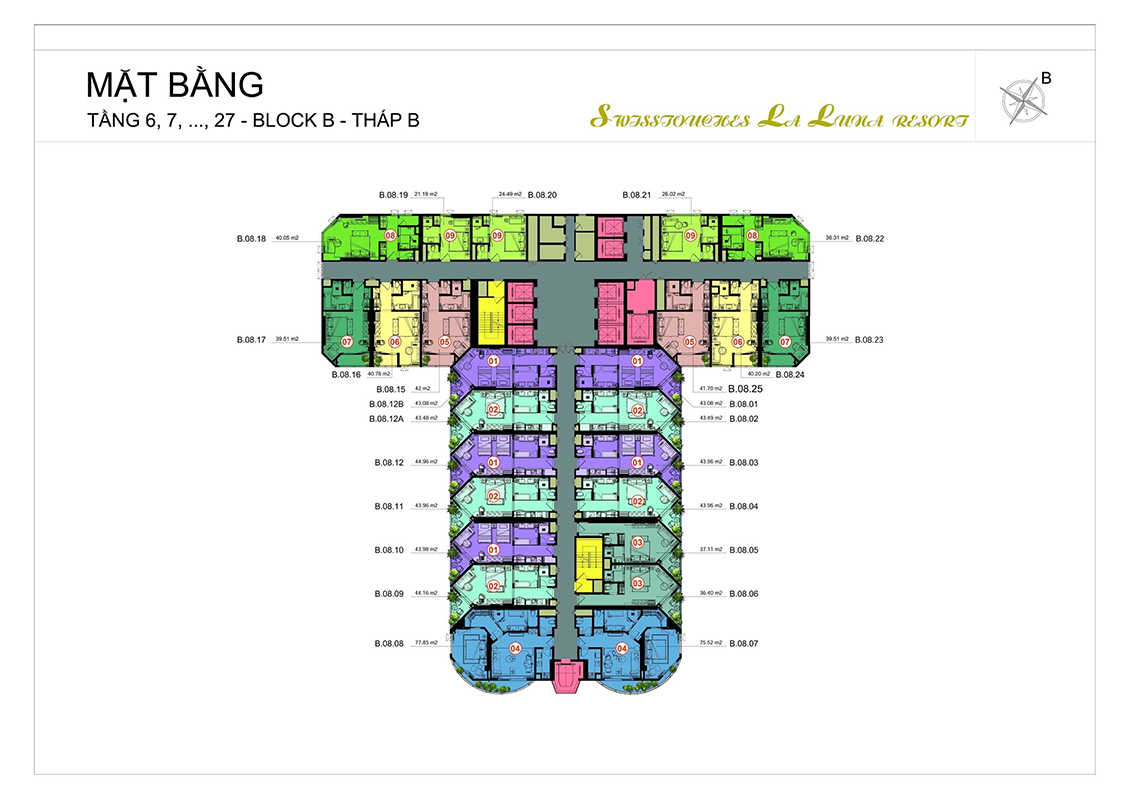 MẶT BẰNG
TẦNG 6, 7, ..., 27 - BLOCK B - THÁP B
SWISSTOUCHES LA LUNA RESORT
B
B.08.19 21.19 m2
24.49 m2 B.08.20
B.08.21 26.02 m2
08
09
09
09
08
B.08.18 40.05 m2
36.31 m2 B.08.22
B.08.17 39.51 m2
07
06
05
05
06
07
39.51 m2 B.08.23
B.08.16 40.78 m2
40.20 m2 B.08.24
B.08.15 42 m2
01
01
41.70 m2 B.08.25
B.08.12B 43.08 m2
43.08 m2 B.08.01
B.08.12A 43.48 m2
02
02
43.49 m2 B.08.02
B.08.12 44.96 m2
01
01
43.96 m2 B.08.03
B.08.11 43.96 m2
02
02
43.96 m2 B.08.04
B.08.10 43.98 m2
01
03
37.11 m2 B.08.05
B.08.09 44.16 m2
02
03
36.40 m2 B.08.06
B.08.08 77.85 m2
04
04
75.52 m2 B.08.07